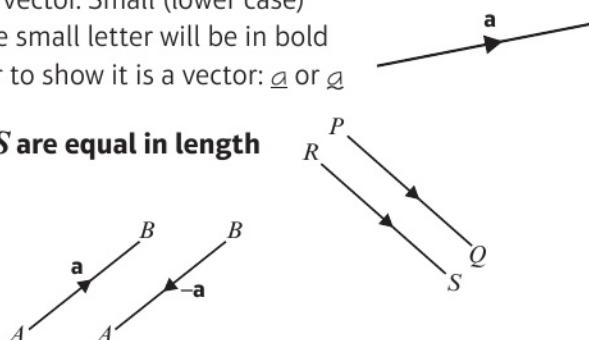 vector. Small (lower case)
a
e small letter will be in bold
r to show it is a vector: a or a
S are equal in length
P
R
B
B
a
–a
Q
S
A
A